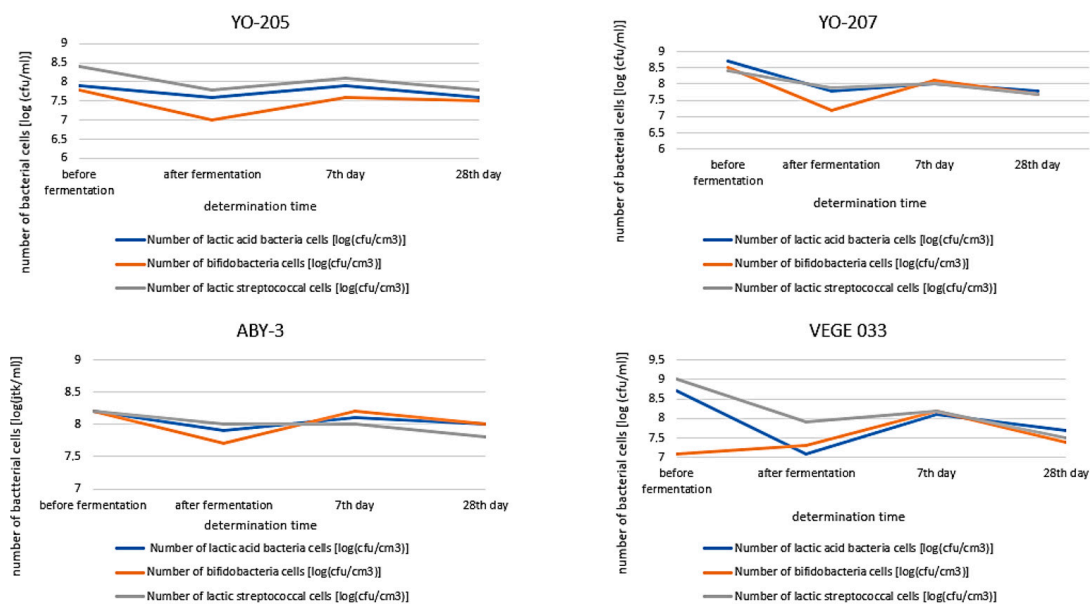 YO-205
number of bacterial cells [log (cfu/ml)]
9
8.5
8
7.5
7
6.5
6
before fermentation
after fermentation
7th day
28th day
determination time
Number of lactic acid bacteria cells [log(cfu/cm3)]
Number of bifidobacteria cells [log(cfu/cm3)]
Number of lactic streptococcal cells [log(cfu/cm3)]
YO-207
number of bacterial cells [log (cfu/ml)]
9
8.5
8
7.5
7
6.5
6
before fermentation
after fermentation
7th day
28th day
determination time
Number of lactic acid bacteria cells [log(cfu/cm3)]
Number of bifidobacteria cells [log(cfu/cm3)]
Number of lactic streptococcal cells [log(cfu/cm3)]
ABY-3
number of bactterial cells [log(jtk/ml)]
9
8.5
8
7.5
7
before fermentation
after fermentation
7th day
28th day
determination time
Number of lactic acid bacteria cells [log(cfu/cm3)]
Number of bifidobacteria cells [log(cfu/cm3)]
Number of lactic streptococcal cells [log(cfu/cm3)]
VEGE 033
number of bacterial cells [log (cfu/ml)]
9,5
9
8.5
8
7.5
7
before
fermentation
after fermentation
7th day
28th day
determination time
Number of lactic acid bacteria cells [log(cfu/cm3)]
Number of bifidobacteria cells [log(cfu/cm3)]
Number of lactic streptococcal cells [log(cfu/cm3)]